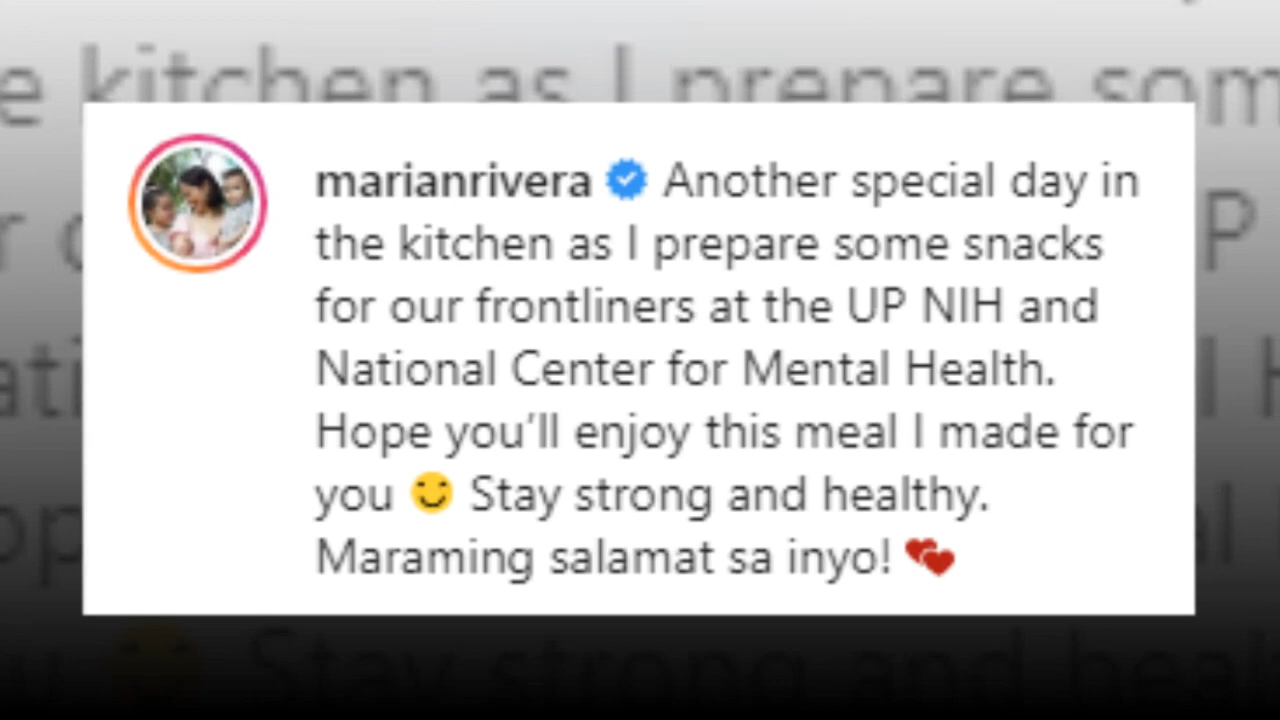 marianrivera Another special day in
the kitchen as I prepare some snacks
for our frontliners at the UP NIH and
National Center for Mental Health.
Hope you’ll enjoy this meal I made for
you 😊 Stay strong and healthy.
Maraming salamat sa inyo! 💕